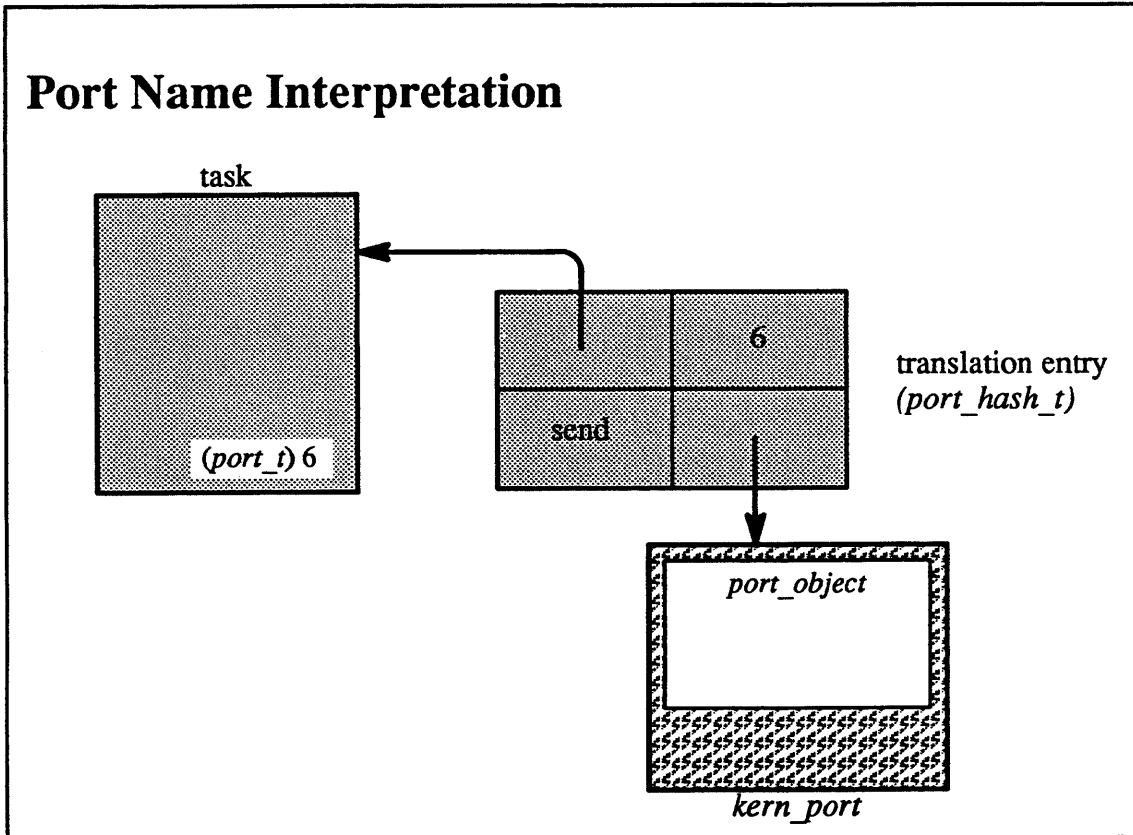 Port Name Interpretation
task
6
translation entry
(port_hash_t)
send
(port_t) 6
port_object
kern_port